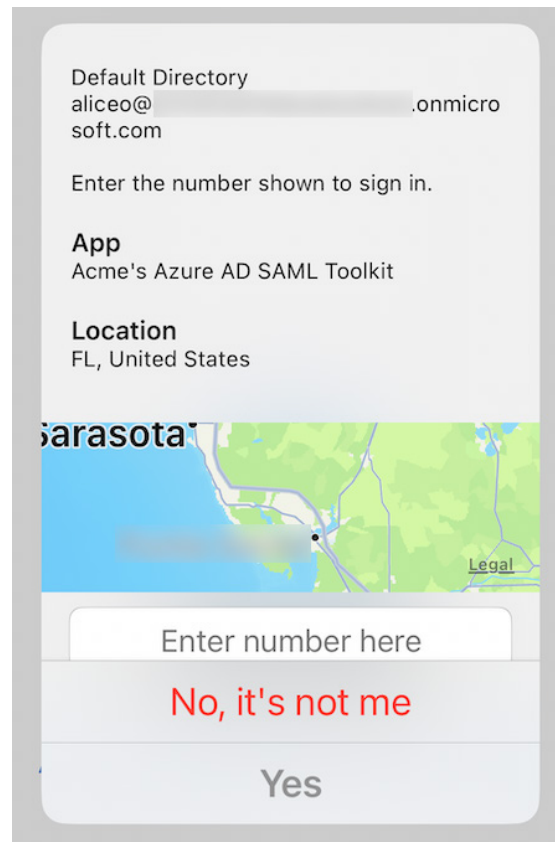 Default Directory
aliceo@ .onmicro
soft.com
Enter the number shown to sign in.
App
Acme's Azure AD SAML Toolkit
Location
FL, United States
Sarasota
Legal
Enter number here
No, it's not me
Yes